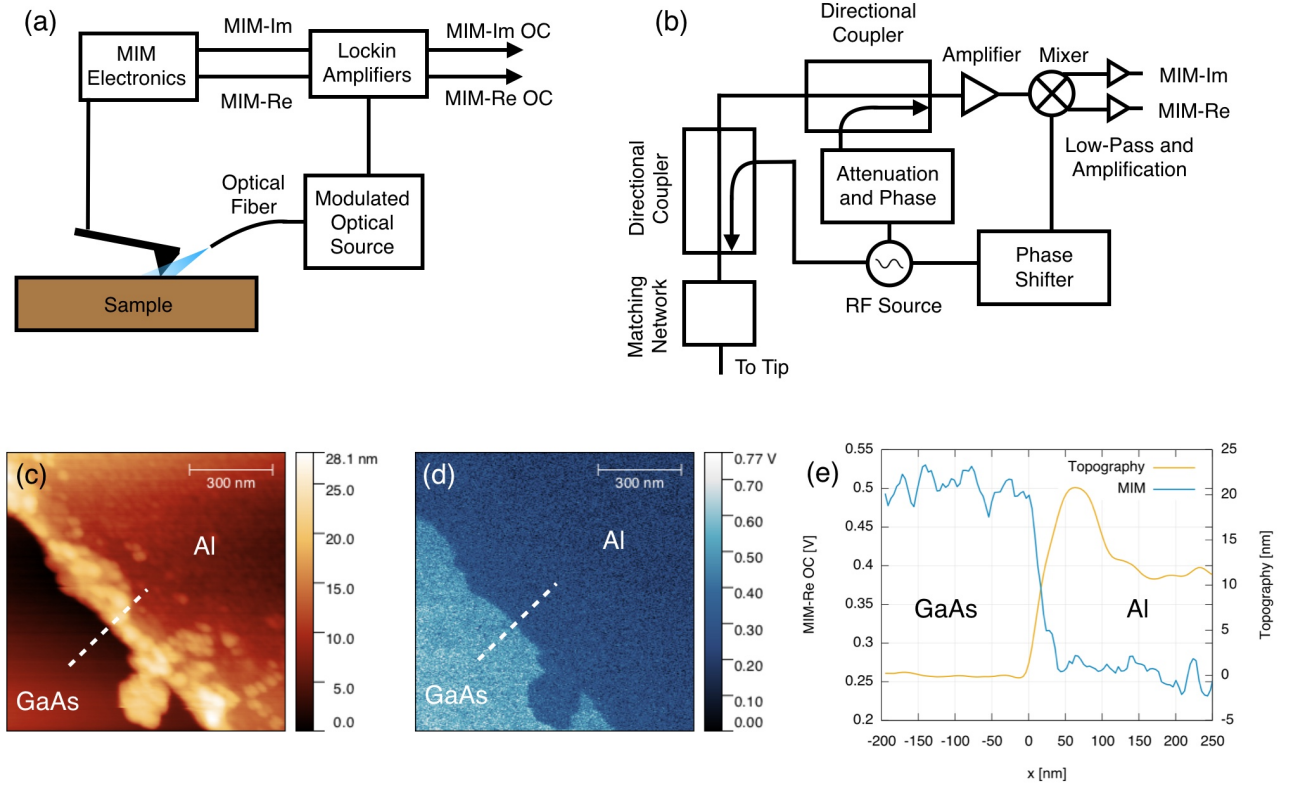 (a)
MIM
Electronics
MIM-Im
MIM-Re
Lockin
Amplifiers
MIM-Im OC
MIM-Re OC
Optical
Fiber
Modulated
Optical
Source
Sample
(b)
Directional
Coupler
Amplifier
Mixer
MIM-Im
MIM-Re
Low-Pass and
Amplification
Directional
Coupler
Attenuation
and Phase
RF Source
Phase
Shifter
Matching
Network
To Tip
(c)
300 nm
Al
GaAs
28.1 nm
25.0
20.0
15.0
10.0
5.0
0.0
(d)
300 nm
Al
GaAs
0.77 V
0.70
0.60
0.50
0.40
0.30
0.20
0.10
0.00
(e)
Topography
MIM
GaAs
Al
MIM-Re OC [V]
0.55
0.5
0.45
0.4
0.35
0.3
0.25
0.2
25
20
15
10
5
0
-5
Topography [nm]
-200 -150 -100 -50 0 50 100 150 200 250
x [nm]